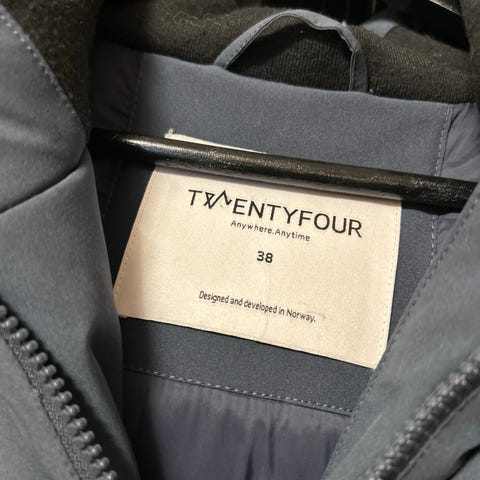 TWENTYFOUR
Anywhere.Anytime
38
Designed and developed in Norway.